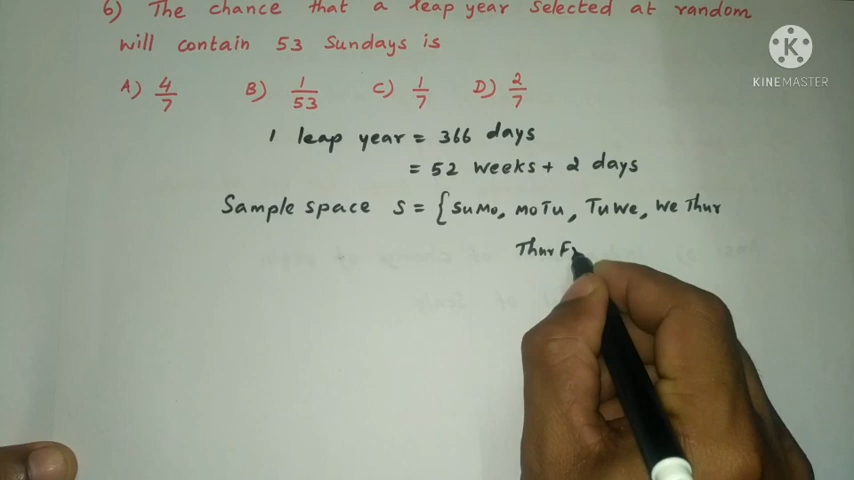 6) The chance that a leap year selected at random
will contain 53 Sundays is
A) 4/7 B) 1/53 C) 1/7 D) 2/7
1 leap year = 366 days
= 52 weeks + 2 days
Sample space S = {SuMo, MoTu, TuWe, We Thur
Thur Fr
KINEMASTER